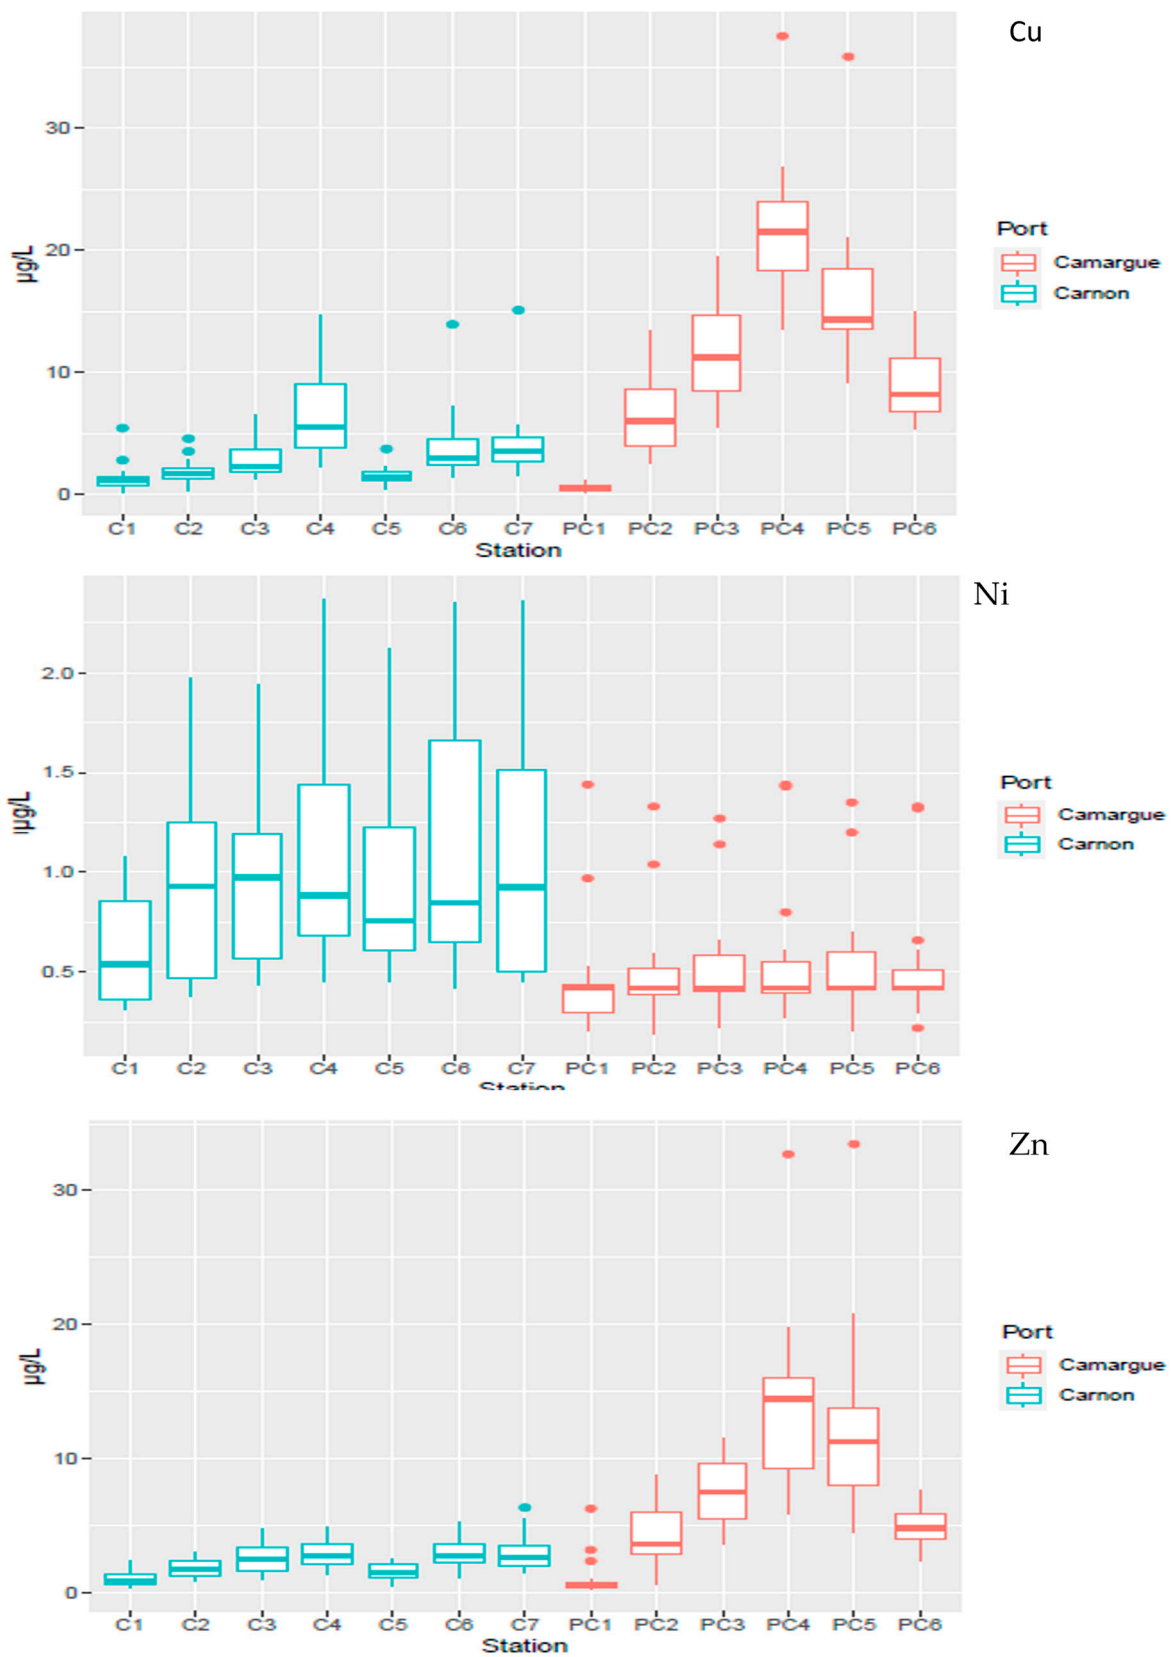 Cu
30
20
10
0
µg/L
C1 C2 C3 C4 C5 C6 C7 PC1 PC2 PC3 PC4 PC5 PC6
Station
Port
Camargue
Carnon
Ni
2.0
1.5
1.0
0.5
µg/L
C1 C2 C3 C4 C5 C6 C7 PC1 PC2 PC3 PC4 PC5 PC6
Station
Port
Camargue
Carnon
Zn
30
20
10
0
µg/L
C1 C2 C3 C4 C5 C6 C7 PC1 PC2 PC3 PC4 PC5 PC6
Station
Port
Camargue
Carnon